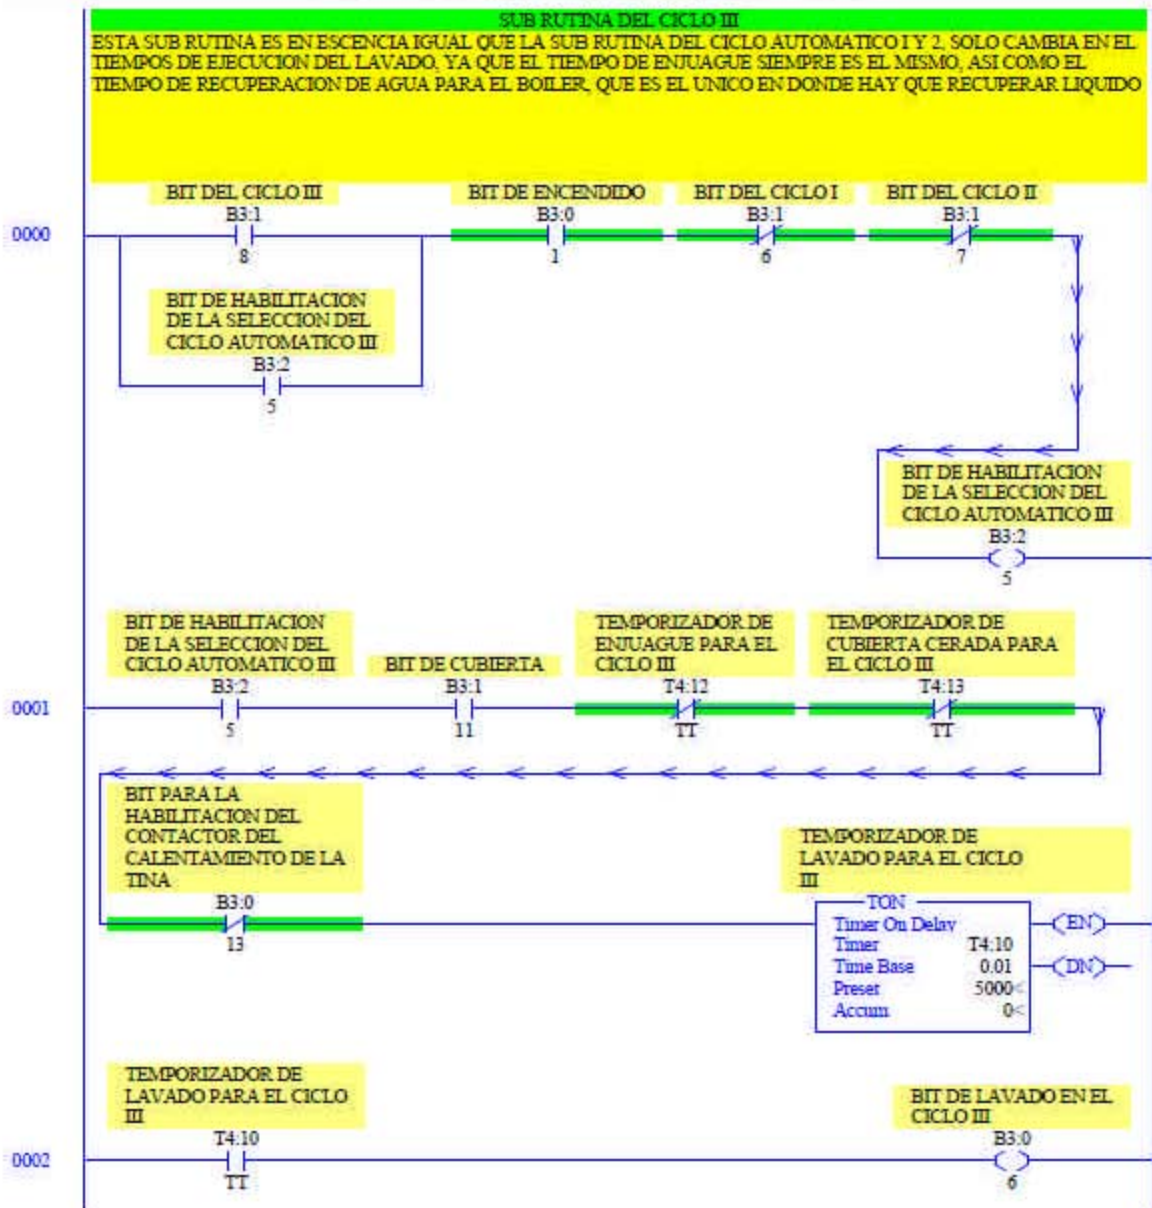 SUB RUTINA DEL CICLO III
ESTA SUB RUTINA ES EN ESCENCIA IGUAL QUE LA SUB RUTINA DEL CICLO AUTOMATICO I Y 2, SOLO CAMBIA EN EL
TIEMPOS DE EJECUCION DEL LAVADO, YA QUE EL TIEMPO DE ENJUAGUE SIEMPRE ES EL MISMO, ASI COMO EL
TIEMPO DE RECUPERACION DE AGUA PARA EL BOILER, QUE ES EL UNICO EN DONDE HAY QUE RECUPERAR LIQUIDO
BIT DEL CICLO III
B3:1
8
BIT DE ENCENDIDO
B3:0
1
BIT DEL CICLO I
B3:1
6
BIT DEL CICLO II
B3:1
7
0000
BIT DE HABILITACION
DE LA SELECCION DEL
CICLO AUTOMATICO III
B3:2
5
BIT DE HABILITACION
DE LA SELECCION DEL
CICLO AUTOMATICO III
B3:2
5
BIT DE HABILITACION
DE LA SELECCION DEL
CICLO AUTOMATICO III
B3:2
5
BIT DE CUBIERTA
B3:1
11
TEMPORIZADOR DE
ENJUAGUE PARA EL
CICLO III
T4:12
TT
TEMPORIZADOR DE
CUBIERTA CERADA PARA
EL CICLO III
T4:13
TT
0001
BIT PARA LA
HABILITACION DEL
CONTACTOR DEL
CALENTAMIENTO DE LA
TINA
B3:0
13
TEMPORIZADOR DE
LAVADO PARA EL CICLO
III
TON
Timer On Delay
Timer T4:10
Time Base 0.01
Preset 5000<
Accum 0<
EN
DN
TEMPORIZADOR DE
LAVADO PARA EL CICLO
III
T4:10
TT
BIT DE LAVADO EN EL
CICLO III
B3:0
6
0002